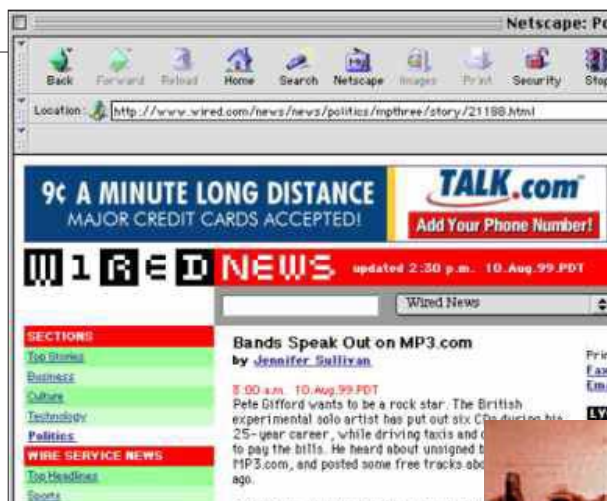 Netscape: Po
Back Forward Reload Home Search Netscape Images Print Security Stop
Location: http://www.wired.com/news/news/politics/mpthree/story/21188.html
9¢ A MINUTE LONG DISTANCE
MAJOR CREDIT CARDS ACCEPTED!
TALK.com
Add Your Phone Number!
WIRED NEWS updated 2:30 p.m. 10.Aug.99.PDT
Wired News
SECTIONS
Top Stories
Business
Culture
Technology
Politics
WIRE SERVICE NEWS
Top Headlines
Sports
Bands Speak Out on MP3.com
by Jennifer Sullivan
8:00 a.m. 10.Aug.99.PDT
Pete Gifford wants to be a rock star. The British
experimental solo artist has put out six CDs during his
25-year career, while driving taxis and
to pay the bills. He heard about unsigned
MP3.com, and posted some free tracks
ago.